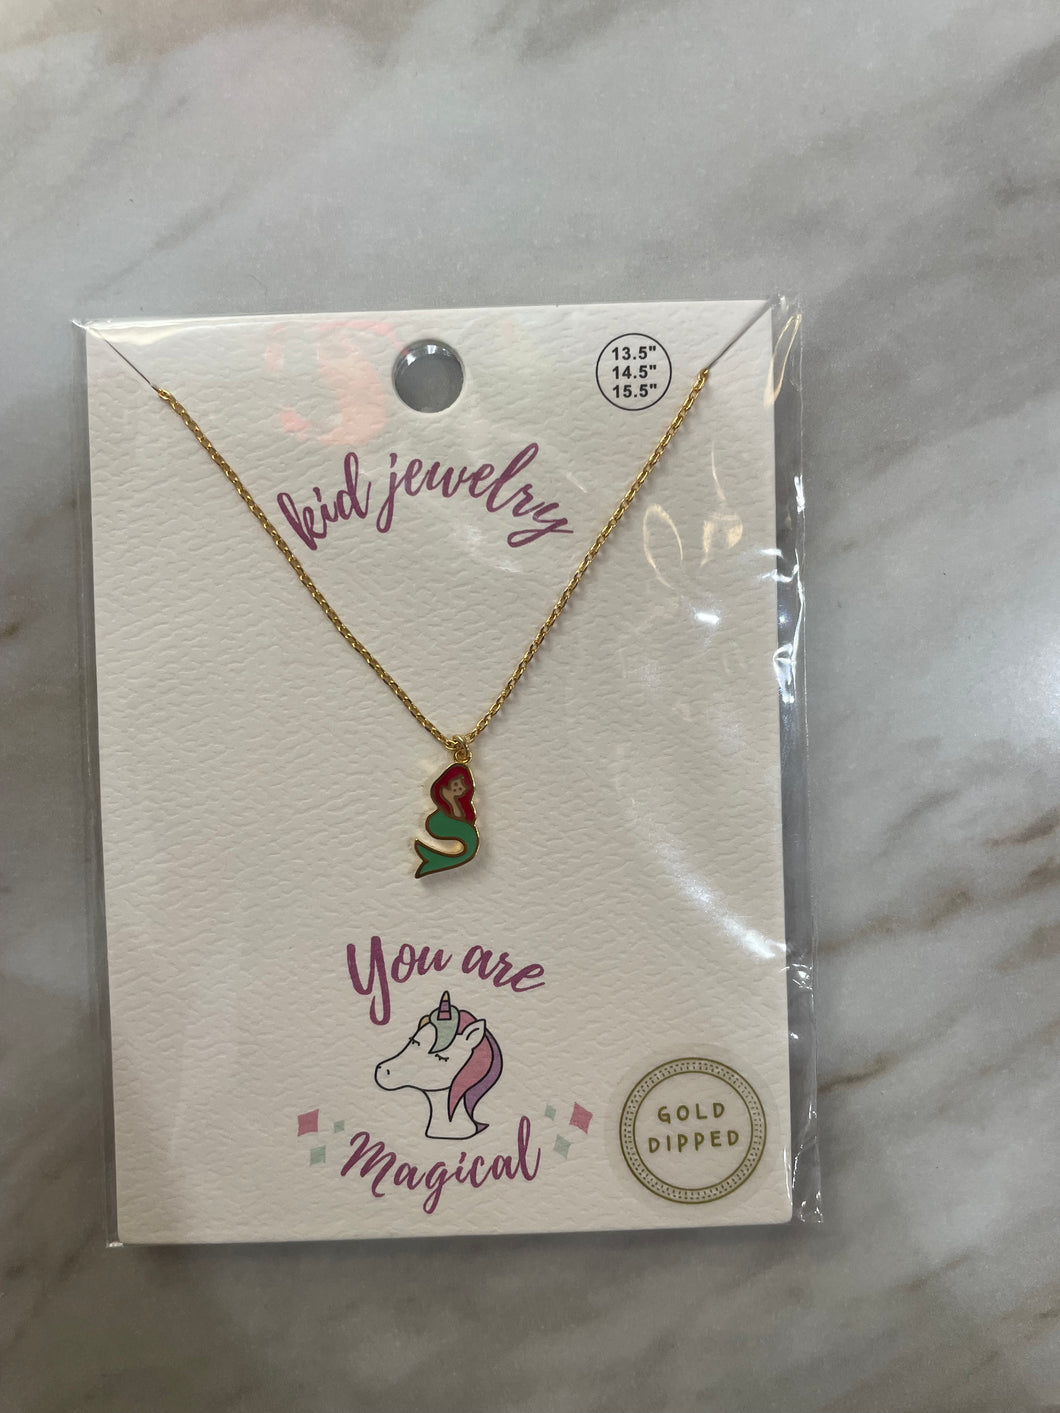 13.5"
14.5"
15.5"
kid jewelry
You are
Magical
GOLD
DIPPED